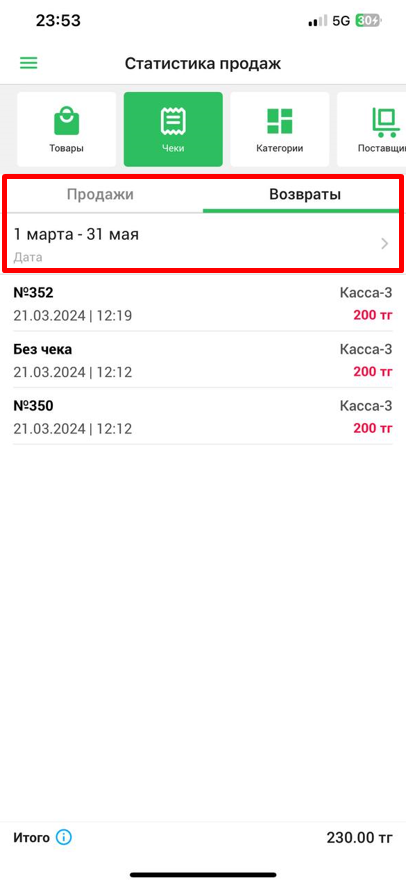 23:53 5G 30
Статистика продаж
Товары Чеки Категории Поставщи
Продажи Возвраты
1 марта - 31 мая
Дата
№352 Касса-3
21.03.2024 | 12:19 200 тг
Без чека Касса-3
21.03.2024 | 12:12 200 тг
№350 Касса-3
21.03.2024 | 12:12 200 тг
Итого 230.00 тг